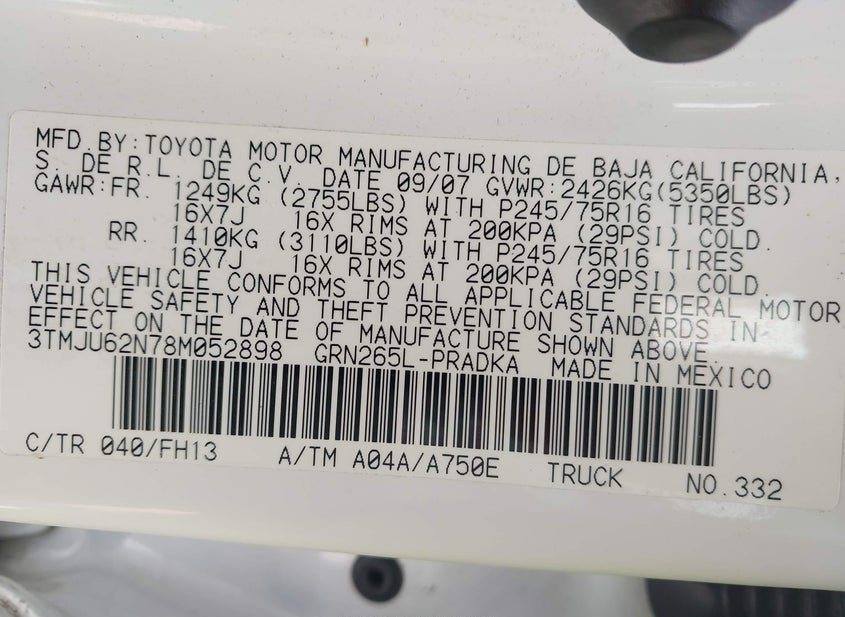 MFD.BY:TOYOTA MOTOR MANUFACTURING DE BAJA CALIFORNIA,
S. DE R.L. DE C.V. DATE 09/07 GVWR:2426KG(5350LBS)
GAWR:FR. 1249KG (2755LBS) WITH P245/75R16 TIRES
16X7J 16X RIMS AT 200KPA (29PSI) COLD.
RR. 1410KG (3110LBS) WITH P245/75R16 TIRES
16X7J 16X RIMS AT 200KPA (29PSI) COLD.
THIS VEHICLE CONFORMS TO ALL APPLICABLE FEDERAL MOTOR
VEHICLE SAFETY AND THEFT PREVENTION STANDARDS IN
EFFECT ON THE DATE OF MANUFACTURE SHOWN ABOVE.
3TMJU62N78M052898 GRN265L-PRADKA MADE IN MEXICO
C/TR 040/FH13 A/TM A04A/A750E TRUCK NO.332